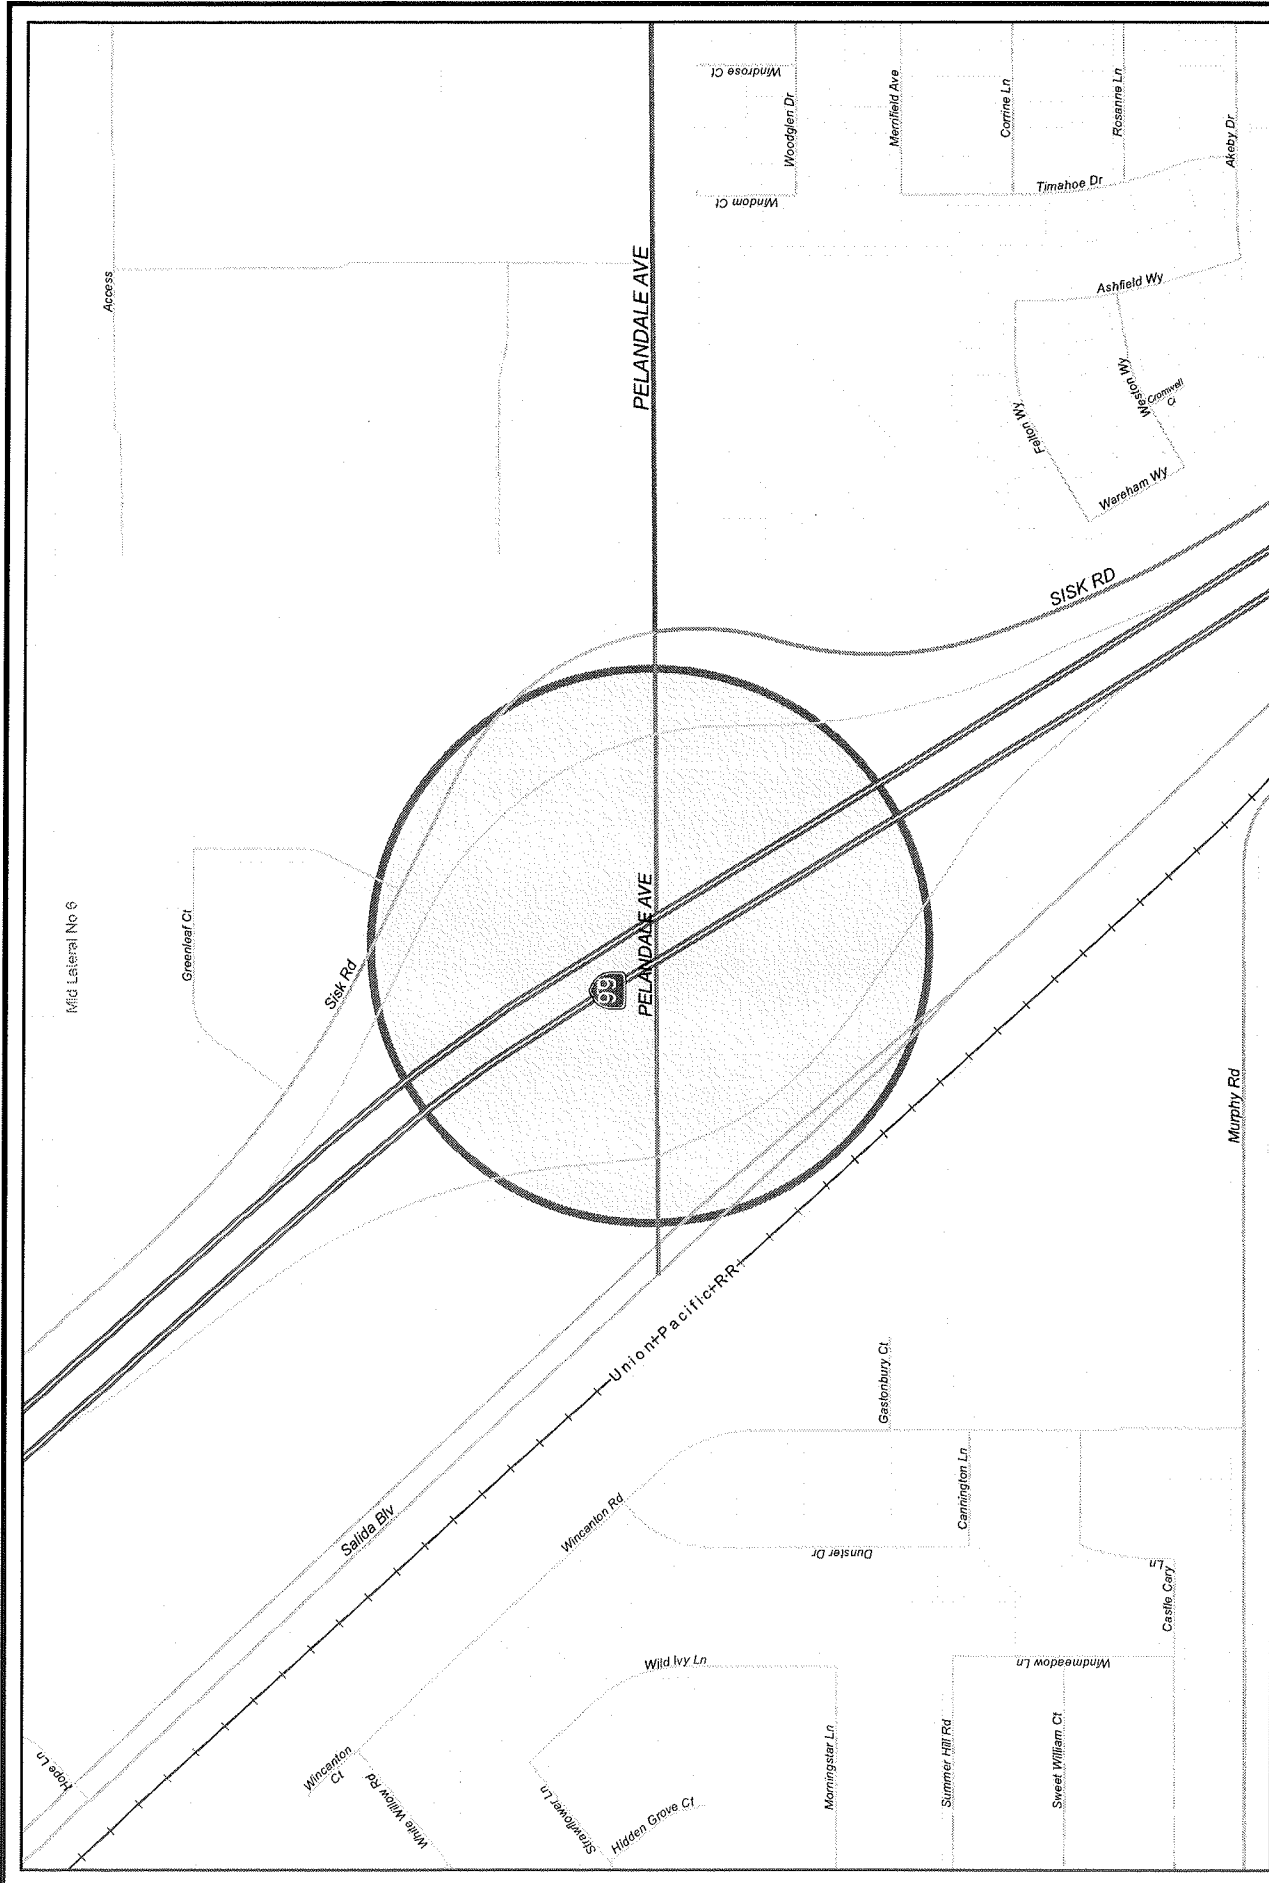 Hope Ln
Mid Lateral No 6
Access
Greenleaf Ct
Sisk Rd
PELANDALE AVE
PELANDALE AVE
99
Windrose Ct
Woodglen Dr
Windom Ct
Merrifield Ave
Corrine Ln
Rosanne Ln
Akeby Dr
Timahoe Dr
Ashfield Wy
Felton Wy
Weston Wy
Cromwell
Ct
Wareham Wy
SISK RD
Salida Blv
Union Pacific RR
Murphy Rd
Wincanton Rd
Wincanton
Ct
White Willow Rd
Strawflower Ln
Hidden Grove Ct
Wild Ivy Ln
Morningstar Ln
Summer Hill Rd
Sweet William Ct
Windmeadow Ln
Castle Cary
Ln
Dunster Dr
Cannington Ln
Gastonbury Ct